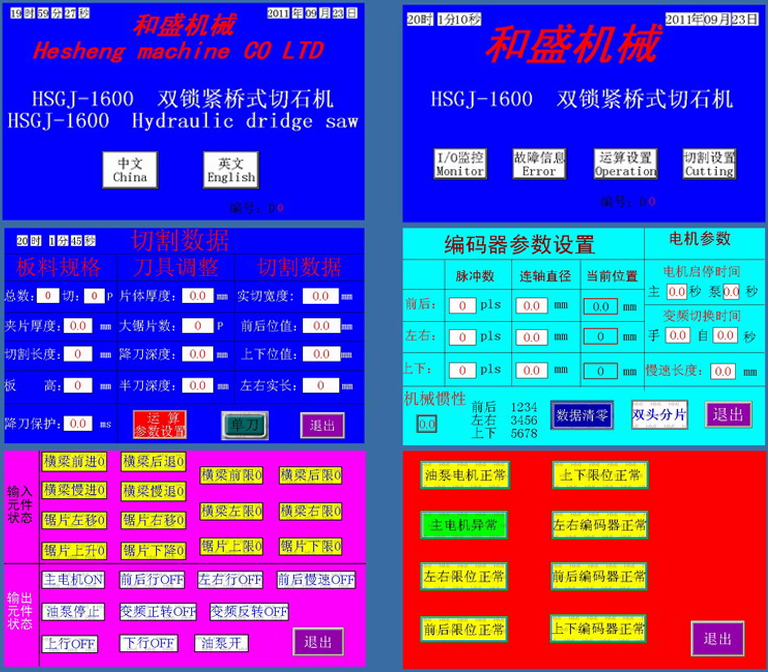 19时59分27秒
2011年09月23日
和盛机械
Hesheng machine CO LTD
HSGJ-1600 双锁紧桥式切石机
HSGJ-1600 Hydraulic dridge saw
中文
China
英文
English
编号：D0
20时 1分10秒
2011年09月23日
和盛机械
HSGJ-1600 双锁紧桥式切石机
I/O监控
Monitor
故障信息
Error
运算设置
Operation
切割设置
Cutting
编号：D0
20时 1分45秒
切割数据
板料规格 刀具调整 切割数据
总数：0 切：0 P 片体厚度：0.0 mm 实切宽度：0.0 mm
夹片厚度：0.0 mm 大锯片数：0 P 前后位值：0.0 mm
切割长度：0 mm 降刀深度：0.0 mm 上下位值：0.0 mm
板 高：0 mm 半刀深度：0.0 mm 左右实长：0 mm
降刀保护：0.0 ms
运算
参数设置
单刀
退出
编码器参数设置
电机参数
脉冲数 连轴直径 当前位置
前后：0 pls 0.0 mm 0.0 mm
左右：0 pls 0.0 mm 0 mm
上下：0 pls 0.0 mm 0 mm
电机启停时间
主 0.0秒 泵0.0 秒
变频切换时间
手 0.0 自 0.0 秒
慢速长度：0.0 mm
机械惯性
0.0
前后 1234
左右 3456
上下 5678
数据清零
双头分片
退出
输入
元件
状态
横梁前进0 横梁后退0 横梁前限0 横梁后限0
横梁慢进0 横梁慢退0 横梁左限0 横梁右限0
锯片左移0 锯片右移0 锯片上限0 锯片下限0
锯片上升0 锯片下降0
输出
元件
状态
主电机ON 前后行OFF 左右行OFF 前后慢速OFF
油泵停止 变频正转OFF 变频反转OFF
上行OFF 下行OFF 油泵开 退出
油泵电机正常 上下限位正常
主电机异常 左右编码器正常
左右限位正常 前后编码器正常
前后限位正常 上下编码器正常
退出